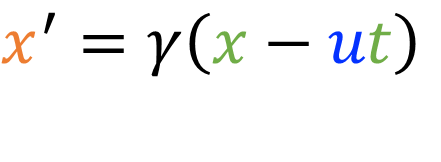 x′ = γ(x − ut)